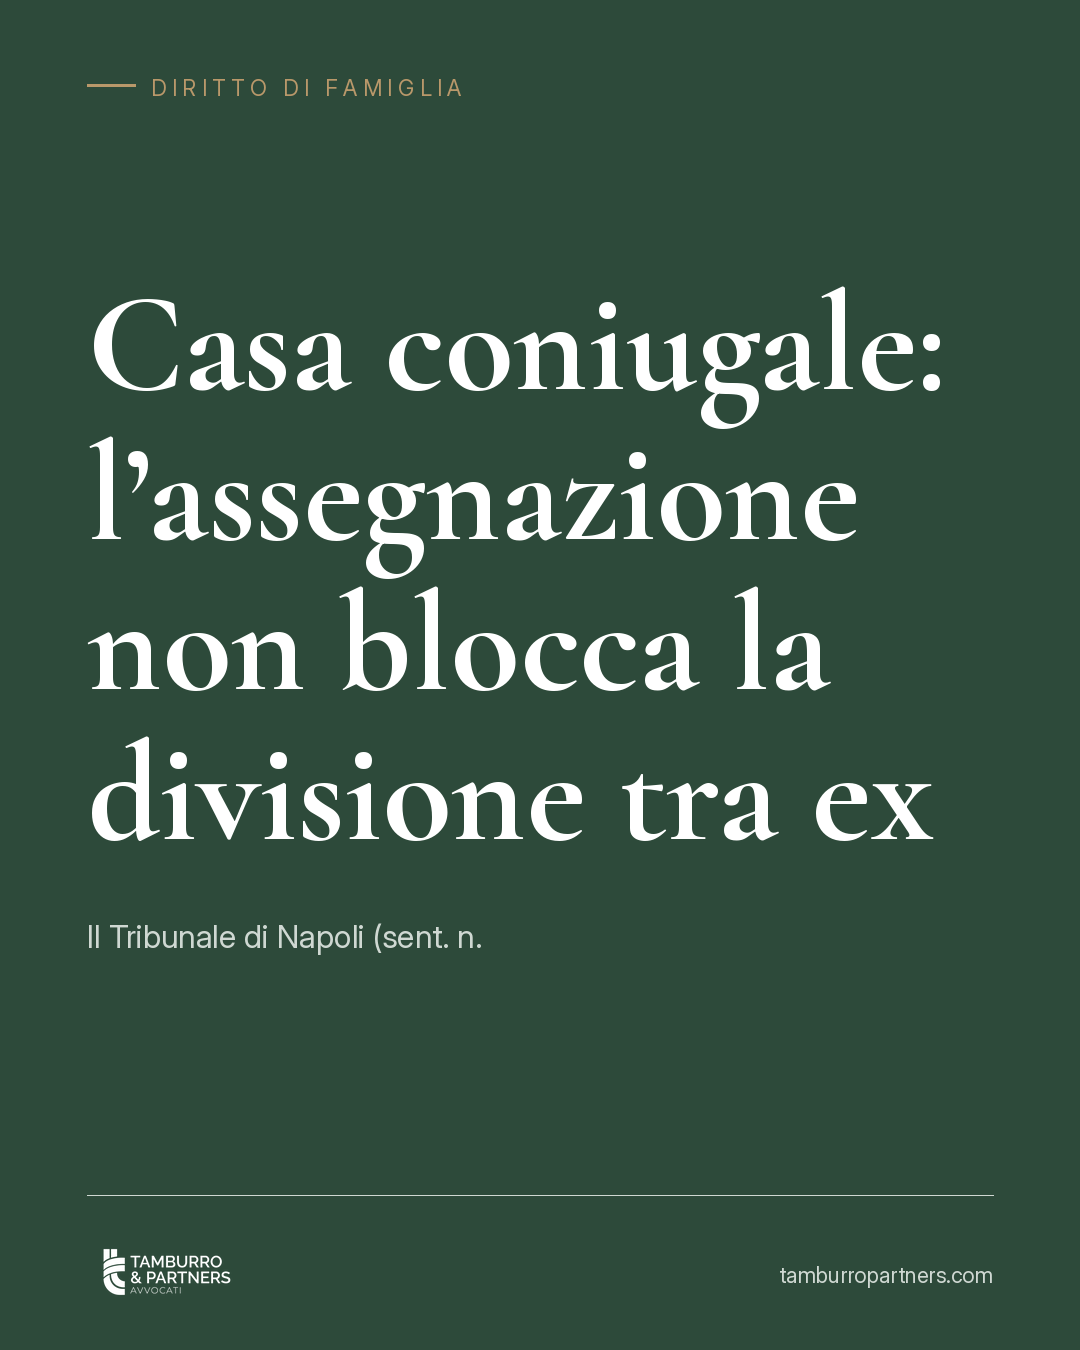 DIRITTO DI FAMIGLIA
Casa coniugale:
l’assegnazione
non blocca la
divisione tra ex
Il Tribunale di Napoli (sent. n.
TAMBURRO
& PARTNERS
AVVOCATI
tamburropartners.com